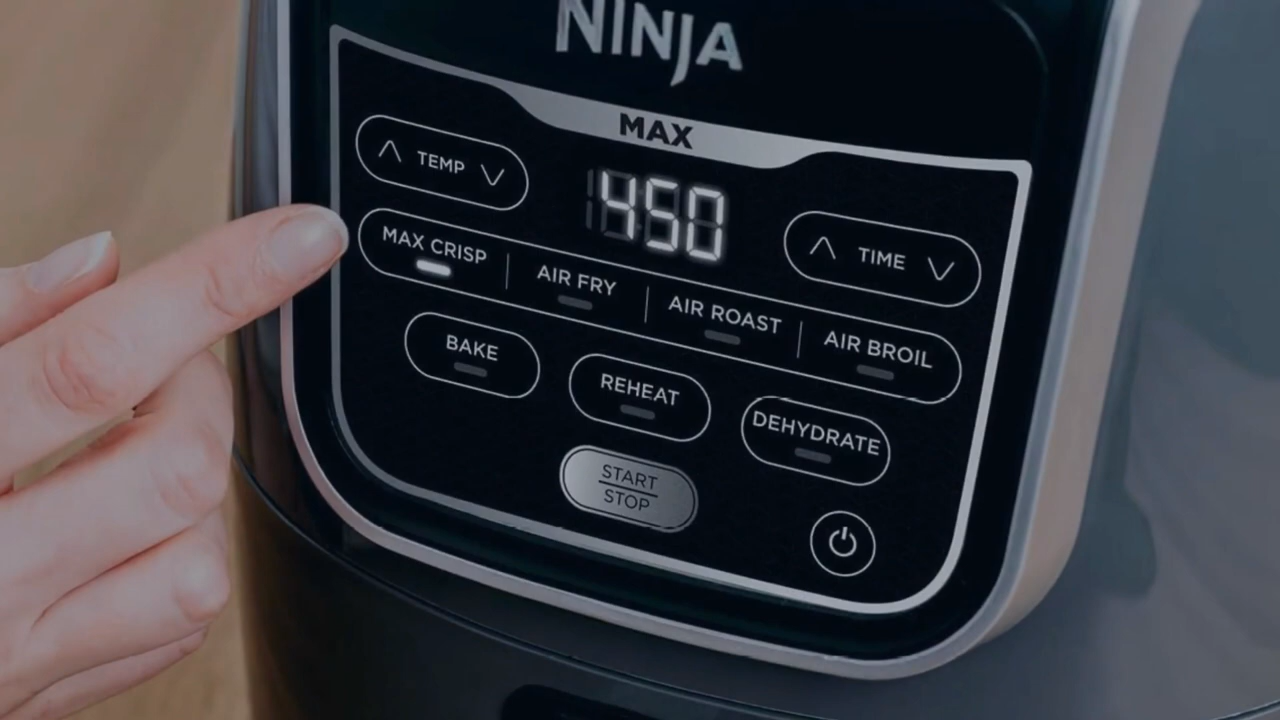 NINJA
MAX
TEMP
450
TIME
MAX CRISP
AIR FRY
AIR ROAST
AIR BROIL
BAKE
REHEAT
DEHYDRATE
START
STOP